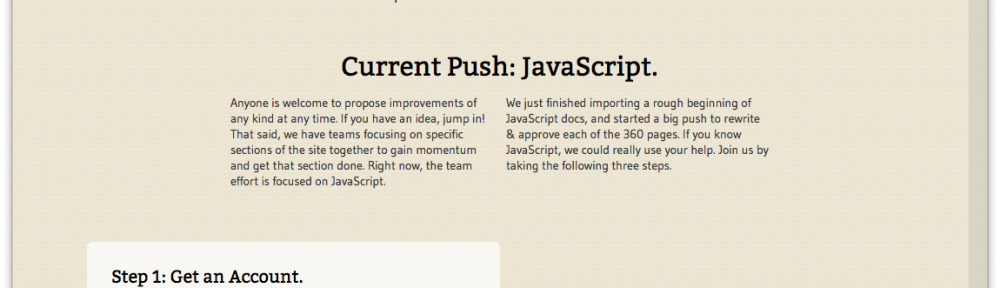 Current Push: JavaScript.
Anyone is welcome to propose improvements of
any kind at any time. If you have an idea, jump in!
That said, we have teams focusing on specific
sections of the site together to gain momentum
and get that section done. Right now, the team
effort is focused on JavaScript.
We just finished importing a rough beginning of
JavaScript docs, and started a big push to rewrite
& approve each of the 360 pages. If you know
JavaScript, we could really use your help. Join us by
taking the following three steps.
Step 1: Get an Account.